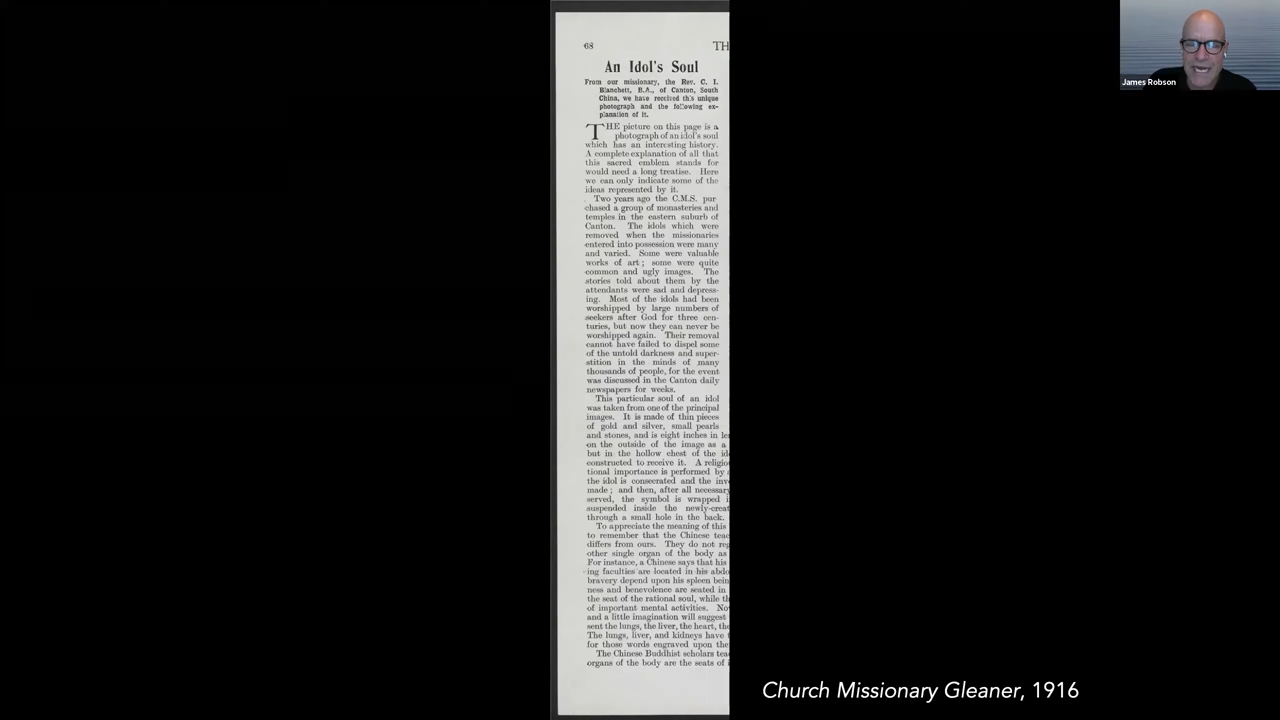 68 TH
An Idol's Soul
From our missionary, the Rev. C. I.
Blanchett, B.A., of Canton, South
China, we have received this unique
photograph and the following ex-
planation of it.
THE picture on this page is a
photograph of an idol's soul
which has an interesting history.
A complete explanation of all that
this sacred emblem stands for
would need a long treatise. Here
we can only indicate some of the
ideas represented by it.
Two years ago the C.M.S. pur
chased a group of monasteries and
temples in the eastern suburb of
Canton. The idols which were
removed when the missionaries
entered into possession were many
and varied. Some were valuable
works of art; some were quite
common and ugly images. The
stories told about them by the
attendants were sad and depress-
ing. Most of the idols had been
worshipped by large numbers of
seekers after God for three cen-
turies, but now they can never be
worshipped again. Their removal
cannot have failed to dispel some
of the untold darkness and super-
stition in the minds of many
thousands of people, for the event
was discussed in the Canton daily
newspapers for weeks.
This particular soul of an idol
was taken from one of the principal
images. It is made of thin pieces
of gold and silver, small pearls
and stones, and is eight inches in le
on the outside of the image as a
but in the hollow chest of the id
constructed to receive it. A religio
tional importance is performed by
the idol is consecrated and the inv
made; and then, after all necessary
served, the symbol is wrapped i
suspended inside the newly-creat
through a small hole in the back.
To appreciate the meaning of this
to remember that the Chinese teac
differs from ours. They do not reg
other single organ of the body as
For instance, a Chinese says that his
ing faculties are located in his abdo
bravery depend upon his spleen bein
ness and benevolence are seated in
the seat of the rational soul, while th
of important mental activities. No
and a little imagination will suggest
sent the lungs, the liver, the heart, the
The lungs, liver, and kidneys have t
for those words engraved upon the
The Chinese Buddhist scholars tea
organs of the body are the seats of i
Church Missionary Gleaner, 1916
James Robson